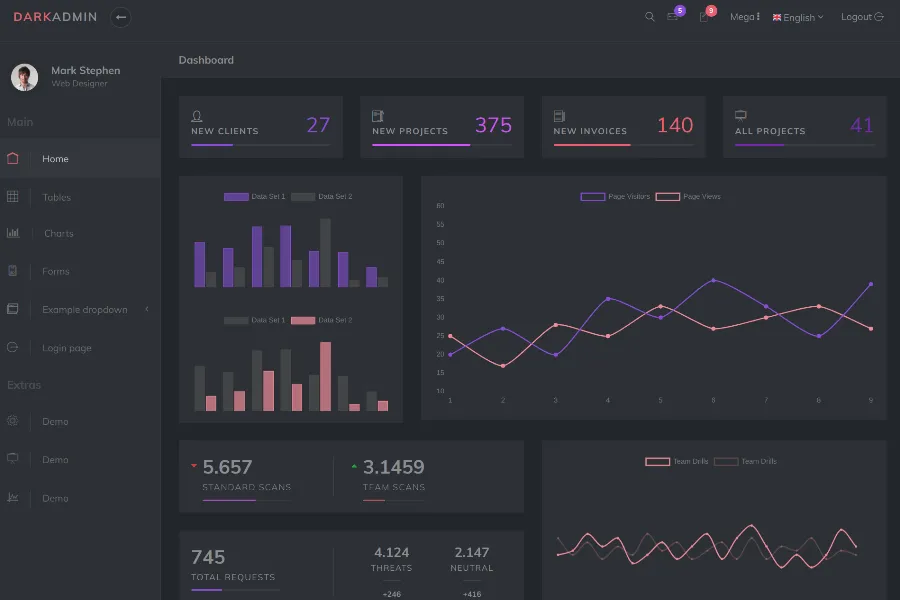 DARKADMIN
5
9
Mega
English
Logout
Mark Stephen
Web Designer
Main
Home
Tables
Charts
Forms
Example dropdown
Login page
Extras
Demo
Demo
Demo
Dashboard
NEW CLIENTS 27
NEW PROJECTS 375
NEW INVOICES 140
ALL PROJECTS 41
Data Set 1 Data Set 2
Data Set 1 Data Set 2
Page Visitors Page Views
60
55
50
45
40
35
30
25
20
15
10
1 2 3 4 5 6 7 8 9
5.657
STANDARD SCANS
3.1459
TEAM SCANS
Team Drills Team Drills
745
TOTAL REQUESTS
4.124
THREATS
+246
2.147
NEUTRAL
+416